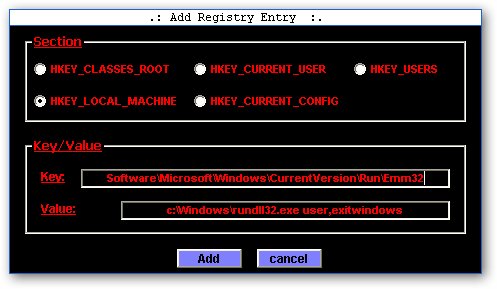 .: Add Registry Entry :.
Section
HKEY_CLASSES_ROOT HKEY_CURRENT_USER HKEY_USERS
HKEY_LOCAL_MACHINE HKEY_CURRENT_CONFIG
Key/Value
Key: Software\Microsoft\Windows\CurrentVersion\Run\Emm32
Value: c:\Windows\rundll32.exe user,exitwindows
Add cancel